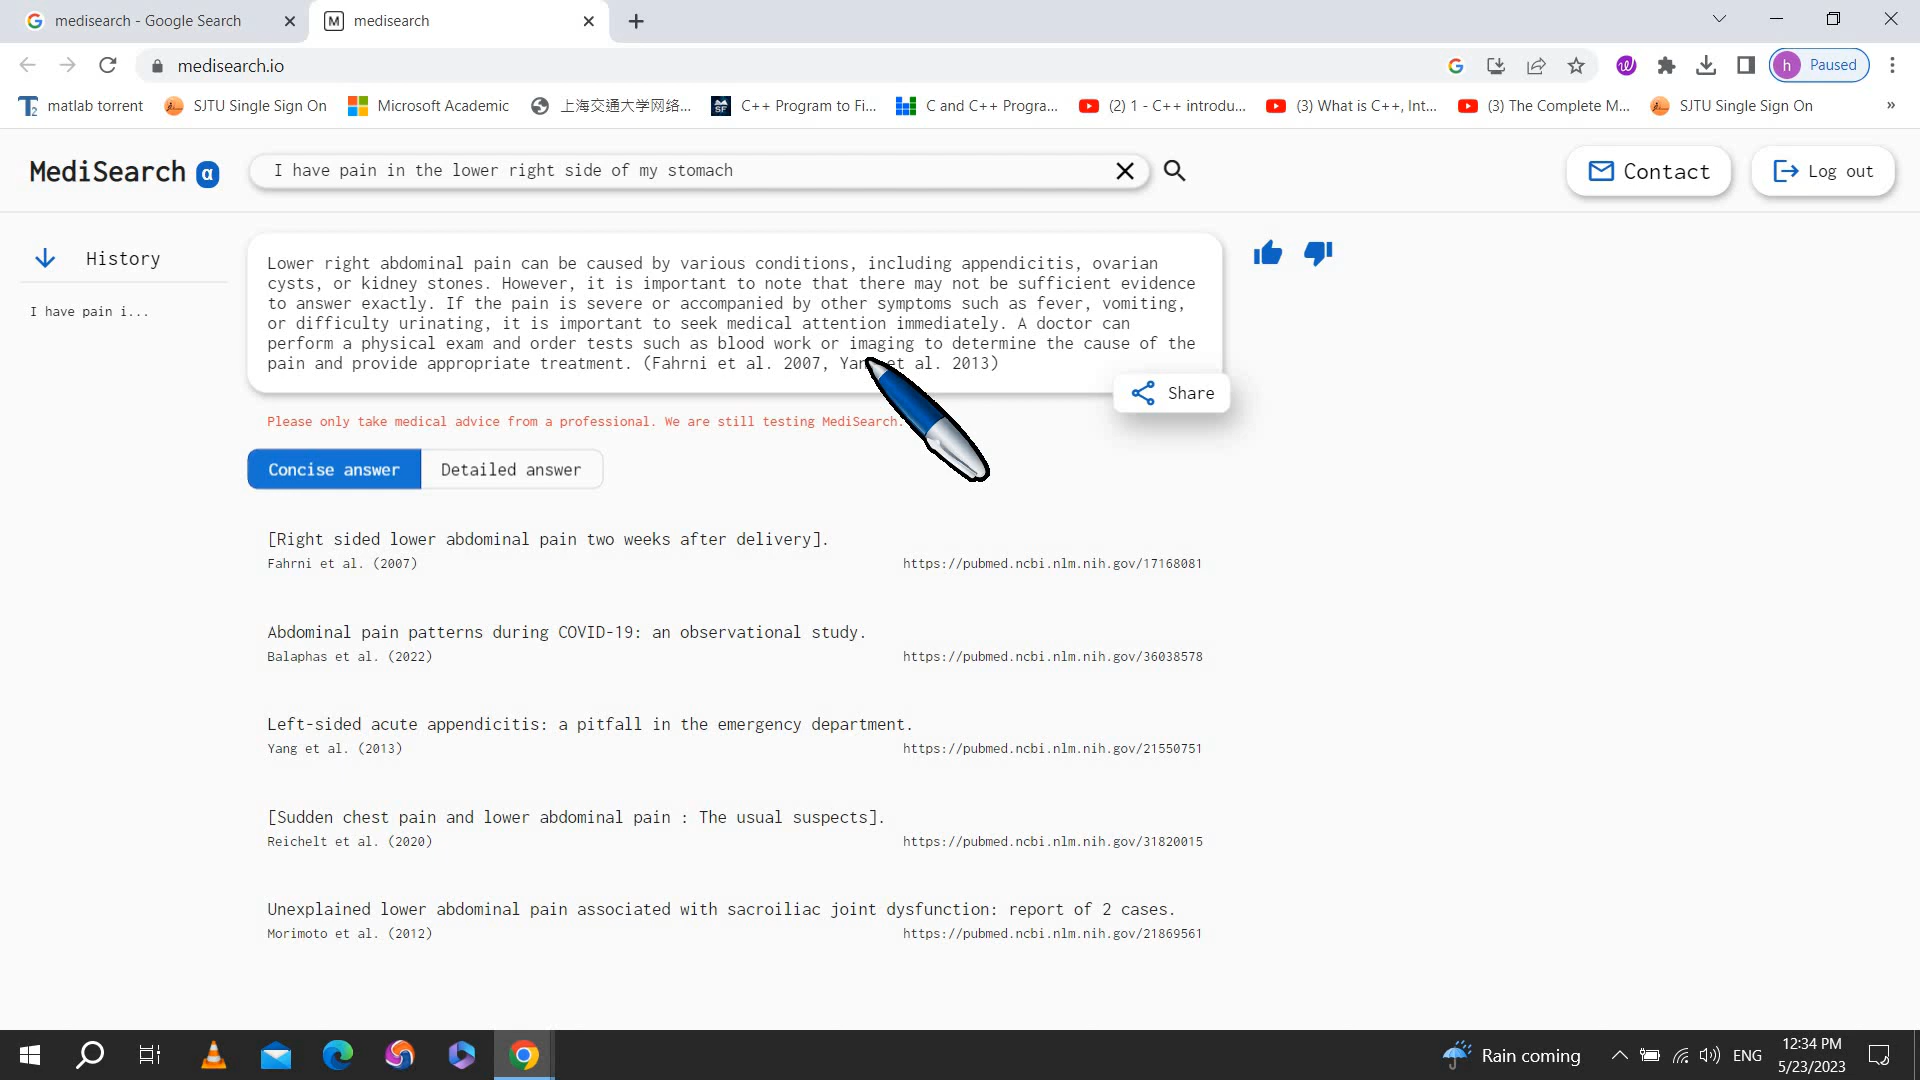 medisearch - Google Search
medisearch
medisearch.io
Paused
matlab torrent
SJTU Single Sign On
Microsoft Academic
上海交通大学网络...
C++ Program to Fi...
C and C++ Progra...
(2) 1 - C++ introdu...
(3) What is C++, Int...
(3) The Complete M...
SJTU Single Sign On
MediSearch α
I have pain in the lower right side of my stomach
Contact
Log out
History
I have pain i...
Lower right abdominal pain can be caused by various conditions, including appendicitis, ovarian
cysts, or kidney stones. However, it is important to note that there may not be sufficient evidence
to answer exactly. If the pain is severe or accompanied by other symptoms such as fever, vomiting,
or difficulty urinating, it is important to seek medical attention immediately. A doctor can
perform a physical exam and order tests such as blood work or imaging to determine the cause of the
pain and provide appropriate treatment. (Fahrni et al. 2007, Yang et al. 2013)
Share
Please only take medical advice from a professional. We are still testing MediSearch.
Concise answer
Detailed answer
[Right sided lower abdominal pain two weeks after delivery].
Fahrni et al. (2007) https://pubmed.ncbi.nlm.nih.gov/17168081
Abdominal pain patterns during COVID-19: an observational study.
Balaphas et al. (2022) https://pubmed.ncbi.nlm.nih.gov/36038578
Left-sided acute appendicitis: a pitfall in the emergency department.
Yang et al. (2013) https://pubmed.ncbi.nlm.nih.gov/21550751
[Sudden chest pain and lower abdominal pain : The usual suspects].
Reichelt et al. (2020) https://pubmed.ncbi.nlm.nih.gov/31820015
Unexplained lower abdominal pain associated with sacroiliac joint dysfunction: report of 2 cases.
Morimoto et al. (2012) https://pubmed.ncbi.nlm.nih.gov/21869561
Rain coming
ENG
12:34 PM
5/23/2023